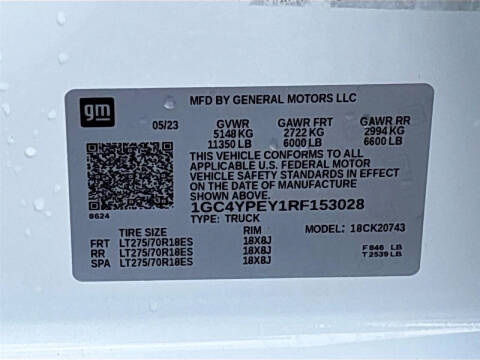 gm
MFD BY GENERAL MOTORS LLC
05/23 GVWR GAWR FRT GAWR RR
5148 KG 2722 KG 2994 KG
11350 LB 6000 LB 6600 LB
THIS VEHICLE CONFORMS TO ALL
APPLICABLE U.S. FEDERAL MOTOR
VEHICLE SAFETY STANDARDS IN EFFECT
ON THE DATE OF MANUFACTURE
SHOWN ABOVE.
8624
1GC4YPEY1RF153028
TYPE: TRUCK
TIRE SIZE RIM MODEL: 18CK20743
FRT LT275/70R18ES 18X8J F 846 LB
RR LT275/70R18ES 18X8J T 2539 LB
SPA LT275/70R18ES 18X8J